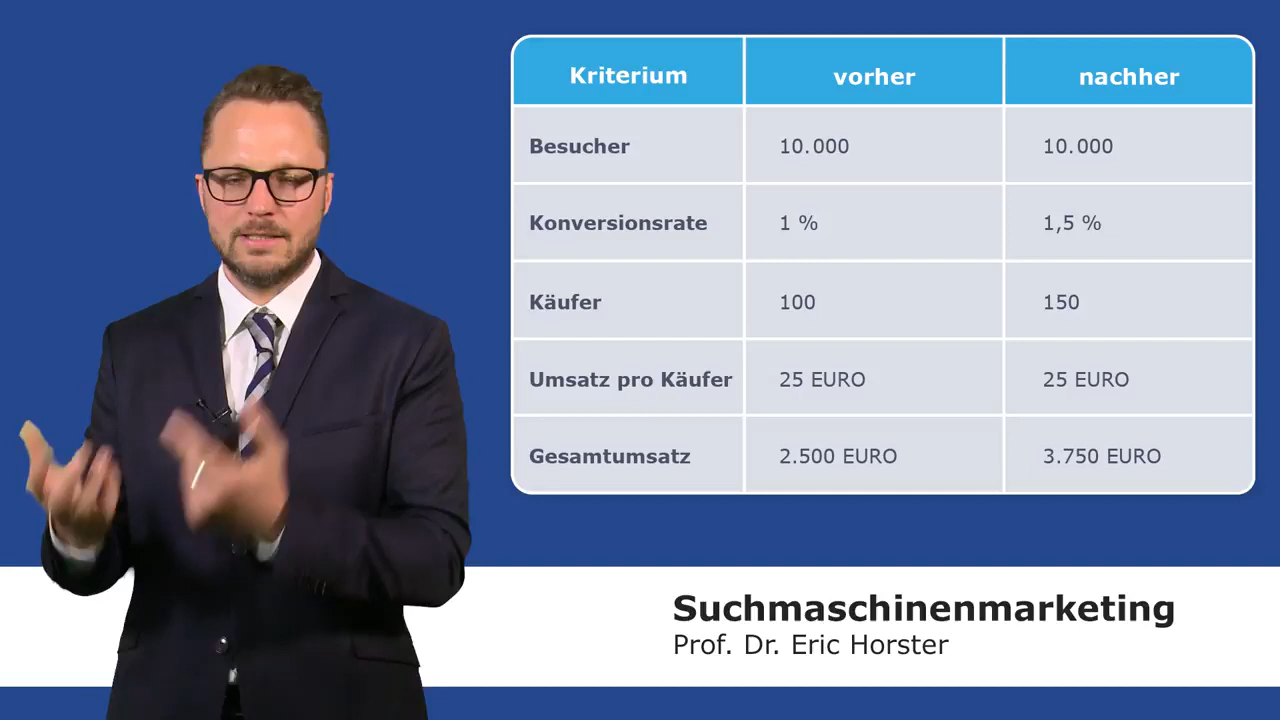 Kriterium vorher nachher
Besucher 10.000 10.000
Konversionsrate 1 % 1,5 %
Käufer 100 150
Umsatz pro Käufer 25 EURO 25 EURO
Gesamtumsatz 2.500 EURO 3.750 EURO
Suchmaschinenmarketing
Prof. Dr. Eric Horster